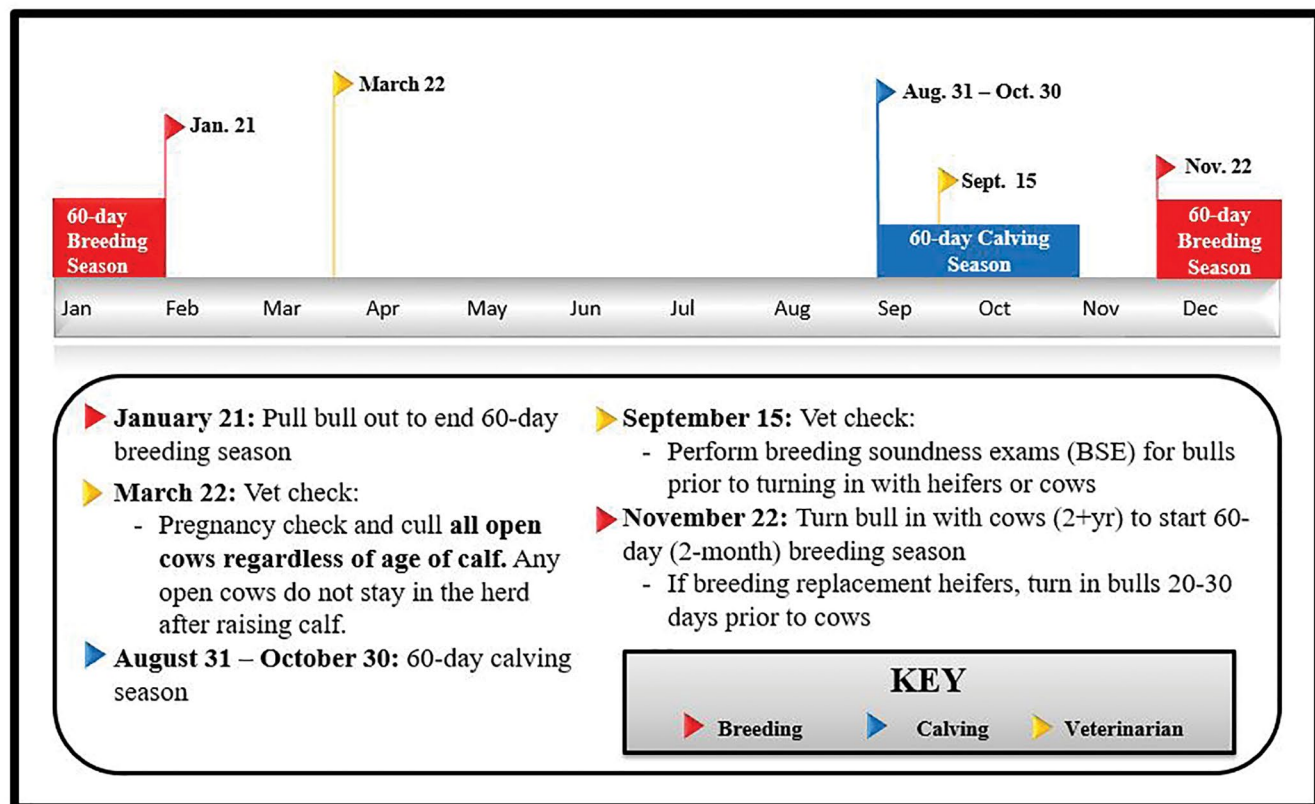 March 22
Aug. 31 – Oct. 30
Jan. 21
Nov. 22
Sept. 15
60-day
Breeding
Season
60-day Calving
Season
60-day
Breeding
Season
Jan Feb Mar Apr May Jun Jul Aug Sep Oct Nov Dec
January 21: Pull bull out to end 60-day
breeding season
March 22: Vet check:
- Pregnancy check and cull all open
cows regardless of age of calf. Any
open cows do not stay in the herd
after raising calf.
August 31 – October 30: 60-day calving
season
September 15: Vet check:
- Perform breeding soundness exams (BSE) for bulls
prior to turning in with heifers or cows
November 22: Turn bull in with cows (2+yr) to start 60-
day (2-month) breeding season
- If breeding replacement heifers, turn in bulls 20-30
days prior to cows
KEY
Breeding Calving Veterinarian